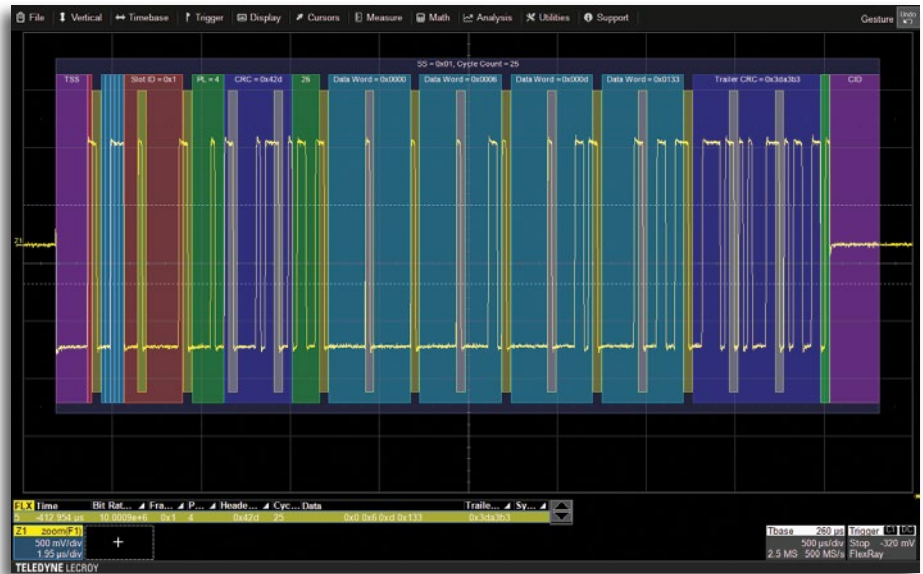 File Vertical Timebase Trigger Display Cursors Measure Math Analysis Utilities Support Gesture Undo
SS = 0x01, Cycle Count = 25
TSS Slot ID = 0x1 PL = 4 CRC = 0x42d 25 Data Word = 0x0000 Data Word = 0x0006 Data Word = 0x000d Data Word = 0x0133 Trailer CRC = 0x3da3b3 CID
Z1
FLX Time Bit Rat... Fra... P... Heade... Cyc... Data Traile... Sy...
5 -412.954 µs 10.0009e+6 0x1 4 0x42d 25 0x0 0x6 0xd 0x133 0x3da3b3
Z1 zoom(F1)
500 mV/div
1.95 µs/div
+
Tbase 260 µs Trigger C1 DC
500 µs/div Stop -320 mV
2.5 MS 500 MS/s FlexRay
TELEDYNE LECROY